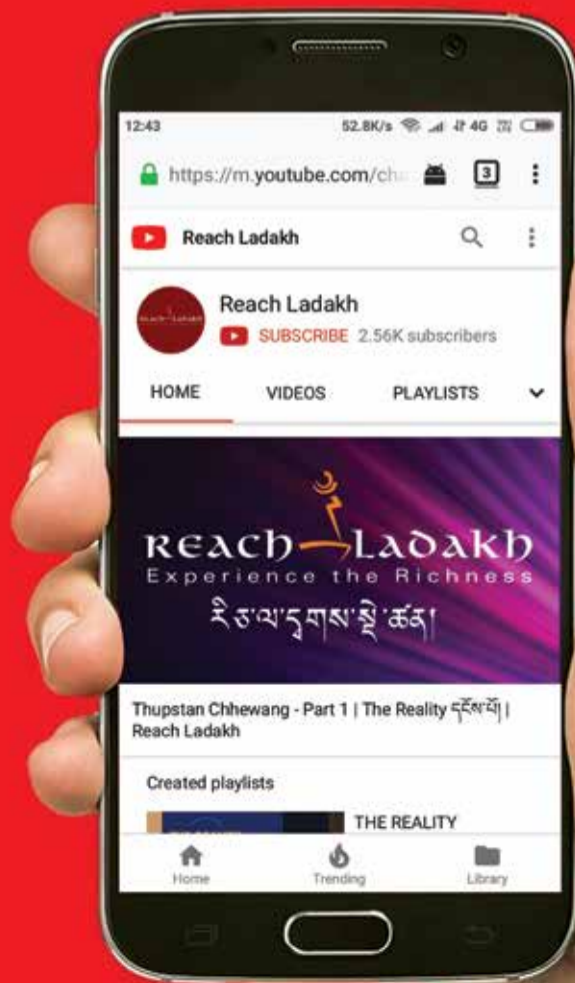 12:43 52.8K/s 4G
https://m.youtube.com/cha 3
Reach Ladakh
Reach Ladakh
SUBSCRIBE 2.56K subscribers
HOME VIDEOS PLAYLISTS
REACH LADAKH
Experience the Richness
རི་ཅ་ལ་དྭགས་སྡེ་ཚན།
Thupstan Chhewang - Part 1 | The Reality དངོས་པོ། |
Reach Ladakh
Created playlists
THE REALITY
Home Trending Library